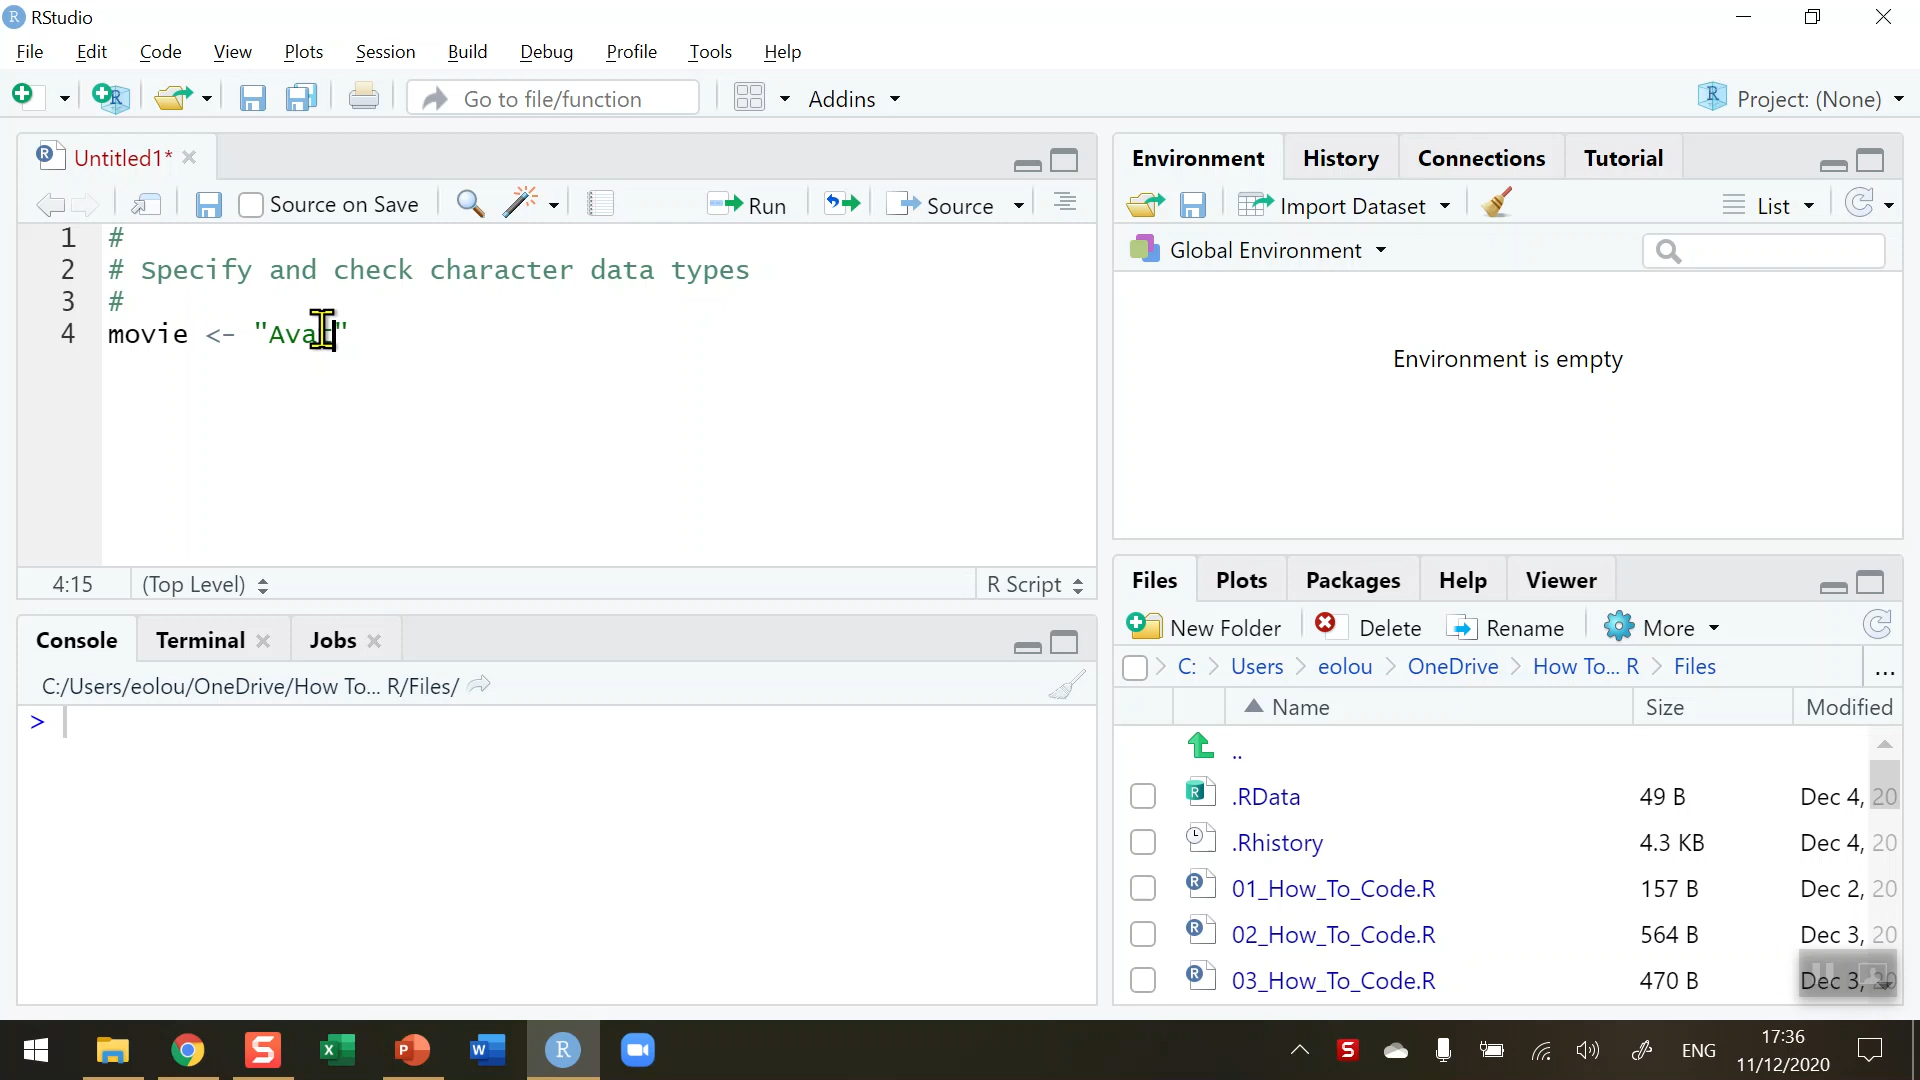 RStudio
File Edit Code View Plots Session Build Debug Profile Tools Help
Go to file/function Addins Project: (None)
Untitled1*
Source on Save Run Source
1 #
2 # Specify and check character data types
3 #
4 movie <- "Avat"
4:15 (Top Level) R Script
Console Terminal Jobs
C:/Users/eolou/OneDrive/How To... R/Files/
>
Environment History Connections Tutorial
Import Dataset List
Global Environment
Environment is empty
Files Plots Packages Help Viewer
New Folder Delete Rename More
C: Users eolou OneDrive How To... R Files ...
Name Size Modified
..
.RData 49 B Dec 4, 20
.Rhistory 4.3 KB Dec 4, 20
01_How_To_Code.R 157 B Dec 2, 20
02_How_To_Code.R 564 B Dec 3, 20
03_How_To_Code.R 470 B Dec 3, 20
ENG 17:36
11/12/2020